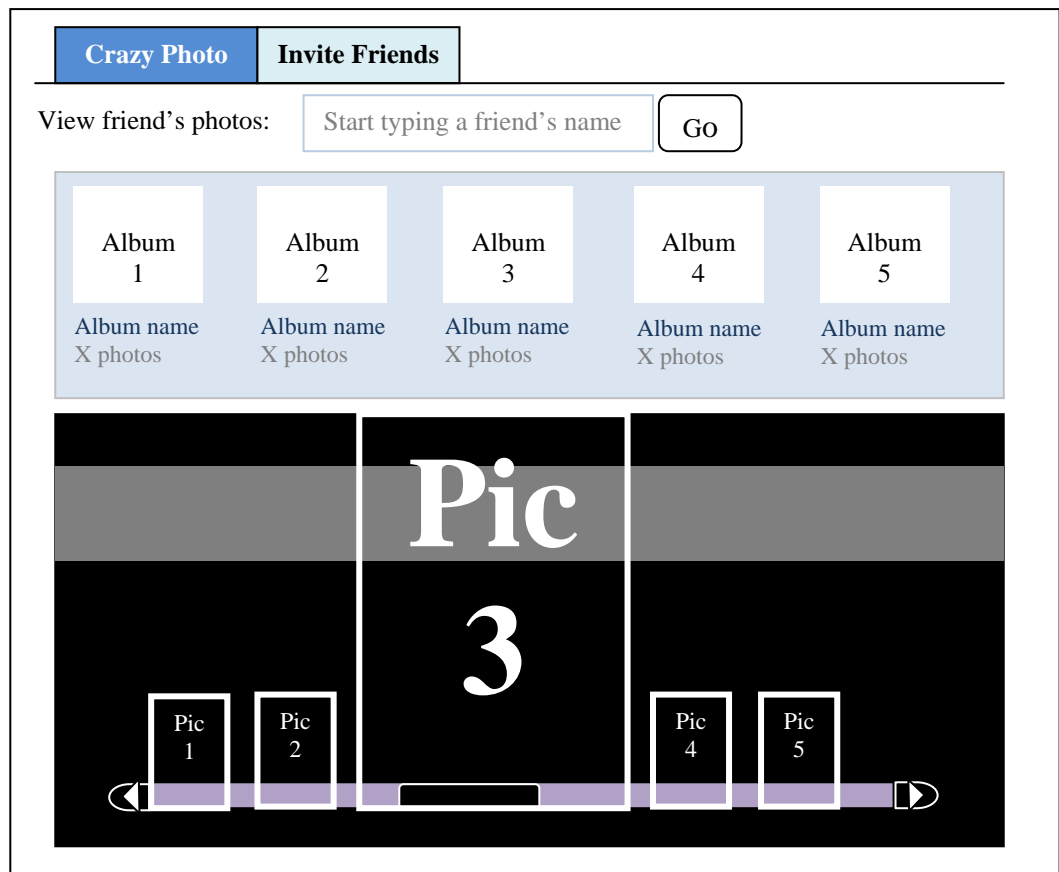 Crazy Photo
Invite Friends
View friend’s photos:
Start typing a friend’s name
Go
Album
1
Album
2
Album
3
Album
4
Album
5
Album name
X photos
Album name
X photos
Album name
X photos
Album name
X photos
Album name
X photos
Pic
3
Pic
1
Pic
2
Pic
4
Pic
5